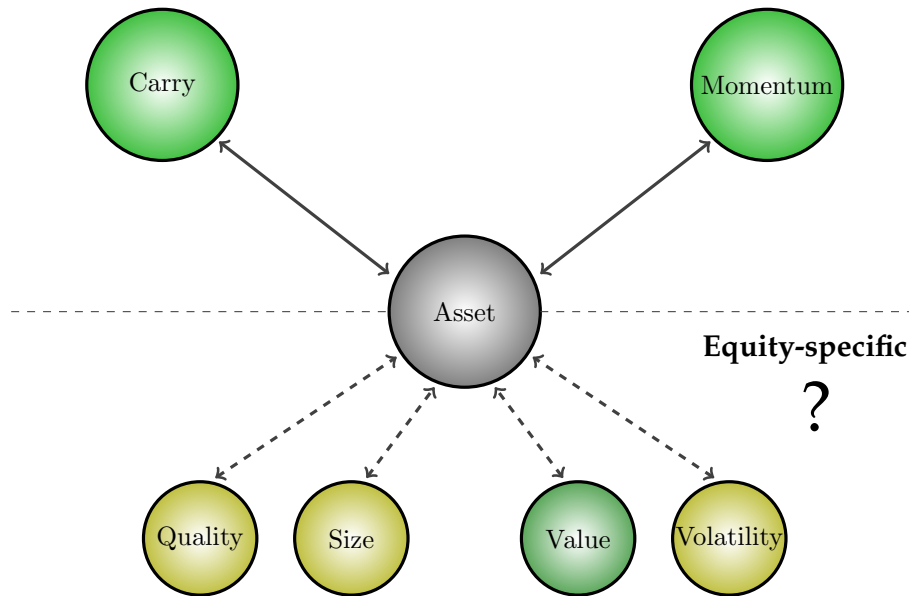 Carry
Momentum
Asset
Equity-specific
?
Quality
Size
Value
Volatility